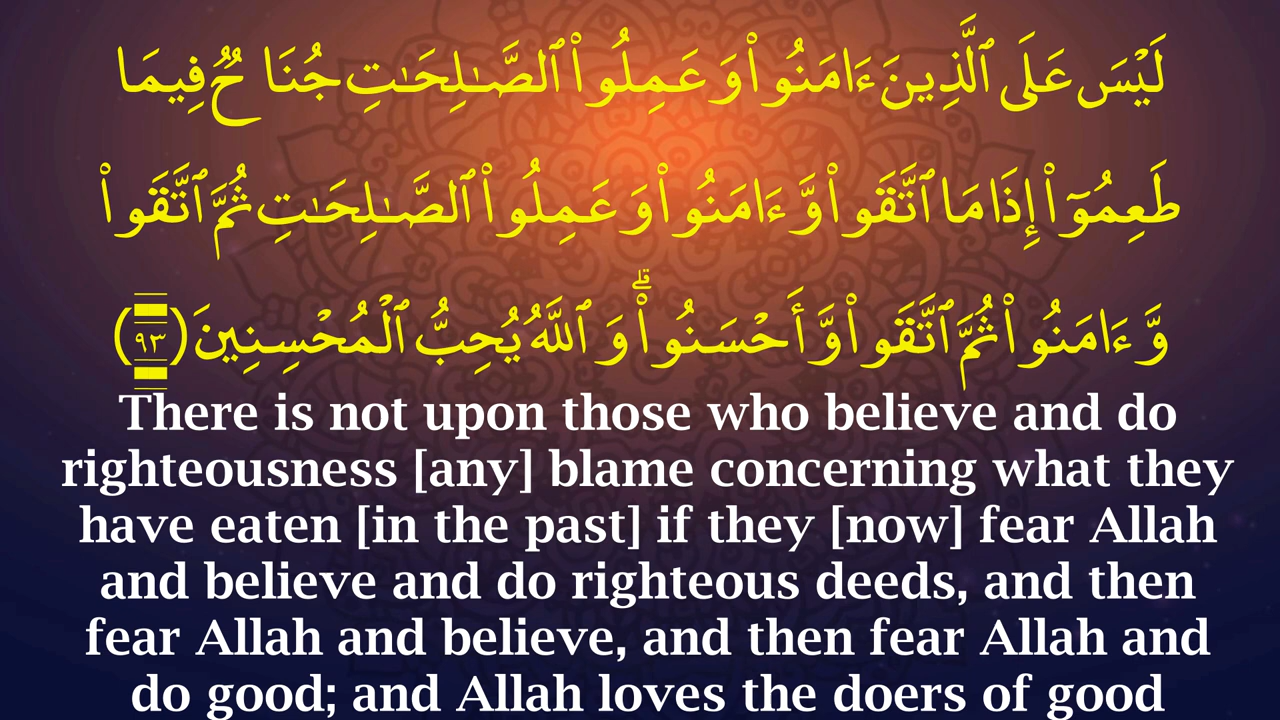 لَيْسَ عَلَى ٱلَّذِينَ ءَامَنُوا۟ وَعَمِلُوا۟ ٱلصَّـٰلِحَـٰتِ جُنَاحٌ فِيمَا
طَعِمُوٓا۟ إِذَا مَا ٱتَّقَوا۟ وَّءَامَنُوا۟ وَعَمِلُوا۟ ٱلصَّـٰلِحَـٰتِ ثُمَّ ٱتَّقَوا۟
وَّءَامَنُوا۟ ثُمَّ ٱتَّقَوا۟ وَّأَحْسَنُوا۟ ۗ وَٱللَّهُ يُحِبُّ ٱلْمُحْسِنِينَ (٩٣)
There is not upon those who believe and do
righteousness [any] blame concerning what they
have eaten [in the past] if they [now] fear Allah
and believe and do righteous deeds, and then
fear Allah and believe, and then fear Allah and
do good; and Allah loves the doers of good